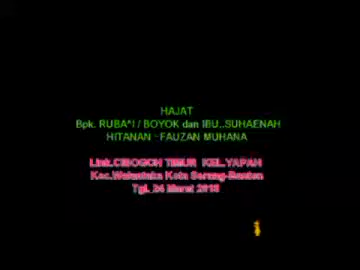 HAJAT
Bpk. RUBA^I / BOYOK dan IBU..SUHAENAH
HITANAN : FAUZAN MUHANA
Link.CIBOGOH TIMUR KEL.YAPAH
Kec.Walantaka Kota Serang-Banten
Tgl. 24 Maret 2018